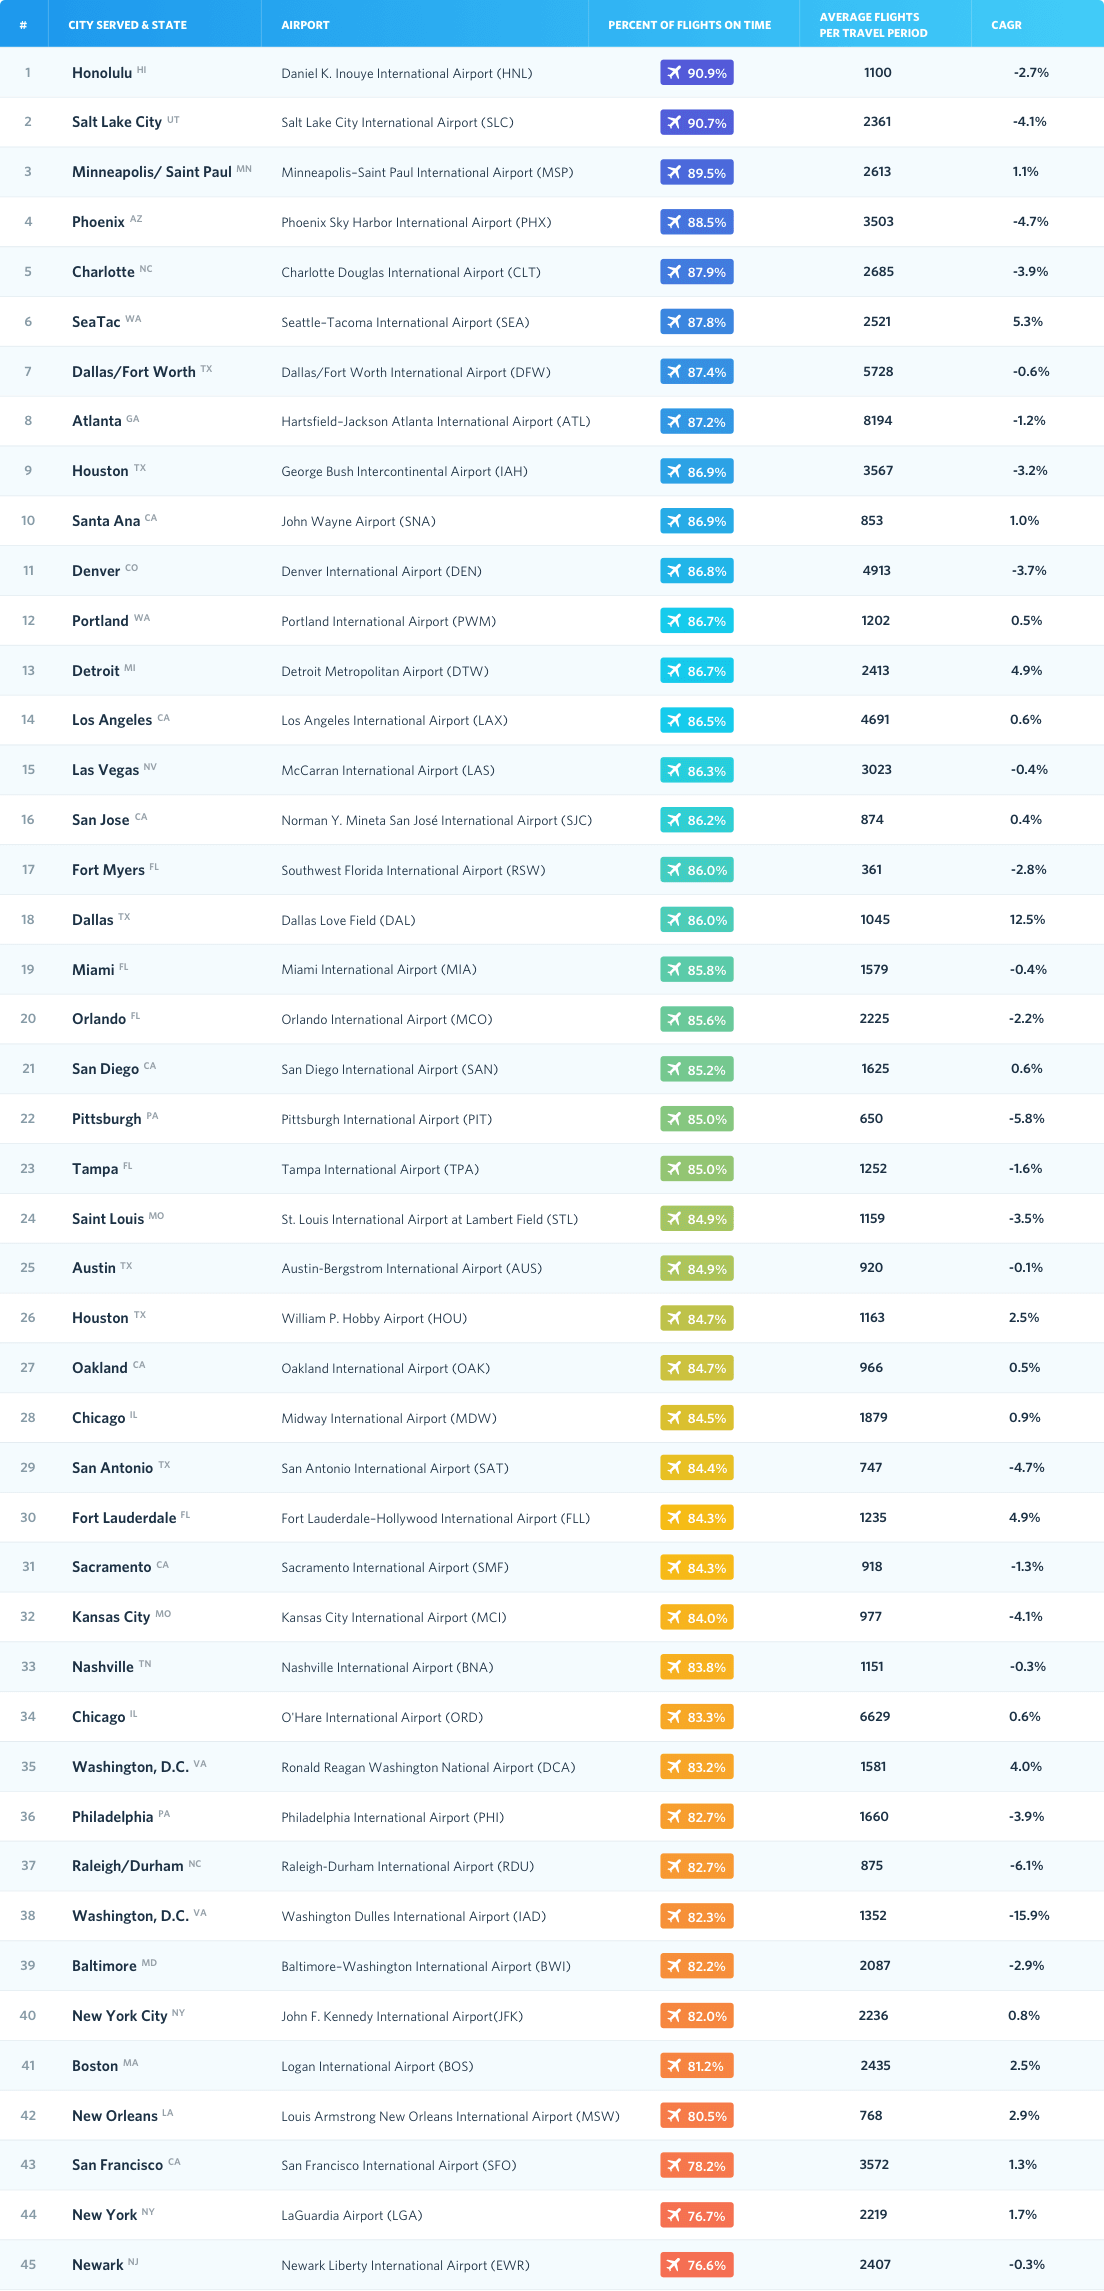 # CITY SERVED & STATE AIRPORT PERCENT OF FLIGHTS ON TIME AVERAGE FLIGHTS PER TRAVEL PERIOD CAGR
1 Honolulu HI Daniel K. Inouye International Airport (HNL) 90.9% 1100 -2.7%
2 Salt Lake City UT Salt Lake City International Airport (SLC) 90.7% 2361 -4.1%
3 Minneapolis/ Saint Paul MN Minneapolis–Saint Paul International Airport (MSP) 89.5% 2613 1.1%
4 Phoenix AZ Phoenix Sky Harbor International Airport (PHX) 88.5% 3503 -4.7%
5 Charlotte NC Charlotte Douglas International Airport (CLT) 87.9% 2685 -3.9%
6 SeaTac WA Seattle–Tacoma International Airport (SEA) 87.8% 2521 5.3%
7 Dallas/Fort Worth TX Dallas/Fort Worth International Airport (DFW) 87.4% 5728 -0.6%
8 Atlanta GA Hartsfield–Jackson Atlanta International Airport (ATL) 87.2% 8194 -1.2%
9 Houston TX George Bush Intercontinental Airport (IAH) 86.9% 3567 -3.2%
10 Santa Ana CA John Wayne Airport (SNA) 86.9% 853 1.0%
11 Denver CO Denver International Airport (DEN) 86.8% 4913 -3.7%
12 Portland WA Portland International Airport (PWM) 86.7% 1202 0.5%
13 Detroit MI Detroit Metropolitan Airport (DTW) 86.7% 2413 4.9%
14 Los Angeles CA Los Angeles International Airport (LAX) 86.5% 4691 0.6%
15 Las Vegas NV McCarran International Airport (LAS) 86.3% 3023 -0.4%
16 San Jose CA Norman Y. Mineta San José International Airport (SJC) 86.2% 874 0.4%
17 Fort Myers FL Southwest Florida International Airport (RSW) 86.0% 361 -2.8%
18 Dallas TX Dallas Love Field (DAL) 86.0% 1045 12.5%
19 Miami FL Miami International Airport (MIA) 85.8% 1579 -0.4%
20 Orlando FL Orlando International Airport (MCO) 85.6% 2225 -2.2%
21 San Diego CA San Diego International Airport (SAN) 85.2% 1625 0.6%
22 Pittsburgh PA Pittsburgh International Airport (PIT) 85.0% 650 -5.8%
23 Tampa FL Tampa International Airport (TPA) 85.0% 1252 -1.6%
24 Saint Louis MO St. Louis International Airport at Lambert Field (STL) 84.9% 1159 -3.5%
25 Austin TX Austin-Bergstrom International Airport (AUS) 84.9% 920 -0.1%
26 Houston TX William P. Hobby Airport (HOU) 84.7% 1163 2.5%
27 Oakland CA Oakland International Airport (OAK) 84.7% 966 0.5%
28 Chicago IL Midway International Airport (MDW) 84.5% 1879 0.9%
29 San Antonio TX San Antonio International Airport (SAT) 84.4% 747 -4.7%
30 Fort Lauderdale FL Fort Lauderdale–Hollywood International Airport (FLL) 84.3% 1235 4.9%
31 Sacramento CA Sacramento International Airport (SMF) 84.3% 918 -1.3%
32 Kansas City MO Kansas City International Airport (MCI) 84.0% 977 -4.1%
33 Nashville TN Nashville International Airport (BNA) 83.8% 1151 -0.3%
34 Chicago IL O'Hare International Airport (ORD) 83.3% 6629 0.6%
35 Washington, D.C. VA Ronald Reagan Washington National Airport (DCA) 83.2% 1581 4.0%
36 Philadelphia PA Philadelphia International Airport (PHI) 82.7% 1660 -3.9%
37 Raleigh/Durham NC Raleigh-Durham International Airport (RDU) 82.7% 875 -6.1%
38 Washington, D.C. VA Washington Dulles International Airport (IAD) 82.3% 1352 -15.9%
39 Baltimore MD Baltimore–Washington International Airport (BWI) 82.2% 2087 -2.9%
40 New York City NY John F. Kennedy International Airport(JFK) 82.0% 2236 0.8%
41 Boston MA Logan International Airport (BOS) 81.2% 2435 2.5%
42 New Orleans LA Louis Armstrong New Orleans International Airport (MSW) 80.5% 768 2.9%
43 San Francisco CA San Francisco International Airport (SFO) 78.2% 3572 1.3%
44 New York NY LaGuardia Airport (LGA) 76.7% 2219 1.7%
45 Newark NJ Newark Liberty International Airport (EWR) 76.6% 2407 -0.3%